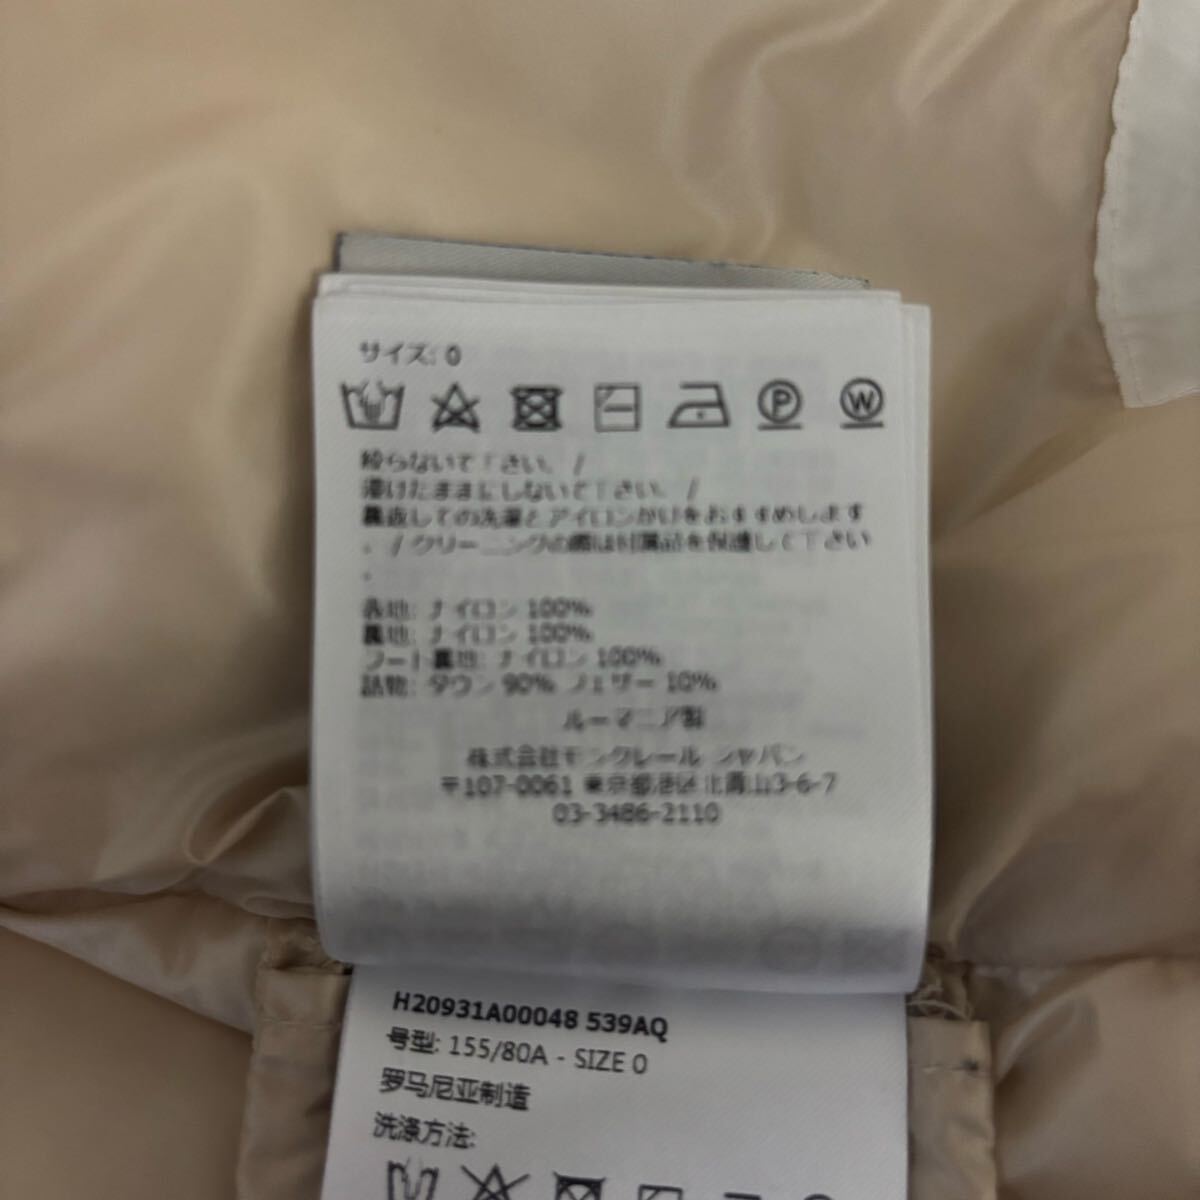 サイズ: 0
P W
絞らないで下さい。 /
漬けたままにしないで下さい。 /
裏返しての洗濯とアイロンがけをおすすめします
。 / クリーニングの際は付属品を保護して下さい
。
表地: ナイロン 100%
裏地: ナイロン 100%
フード裏地: ナイロン 100%
詰物: ダウン 90% フェザー 10%
ルーマニア製
株式会社モンクレール ジャパン
〒107-0061 東京都港区北青山3-6-7
03-3486-2110
H20931A00048 539AQ
号型: 155/80A - SIZE 0
罗马尼亚制造
洗涤方法: